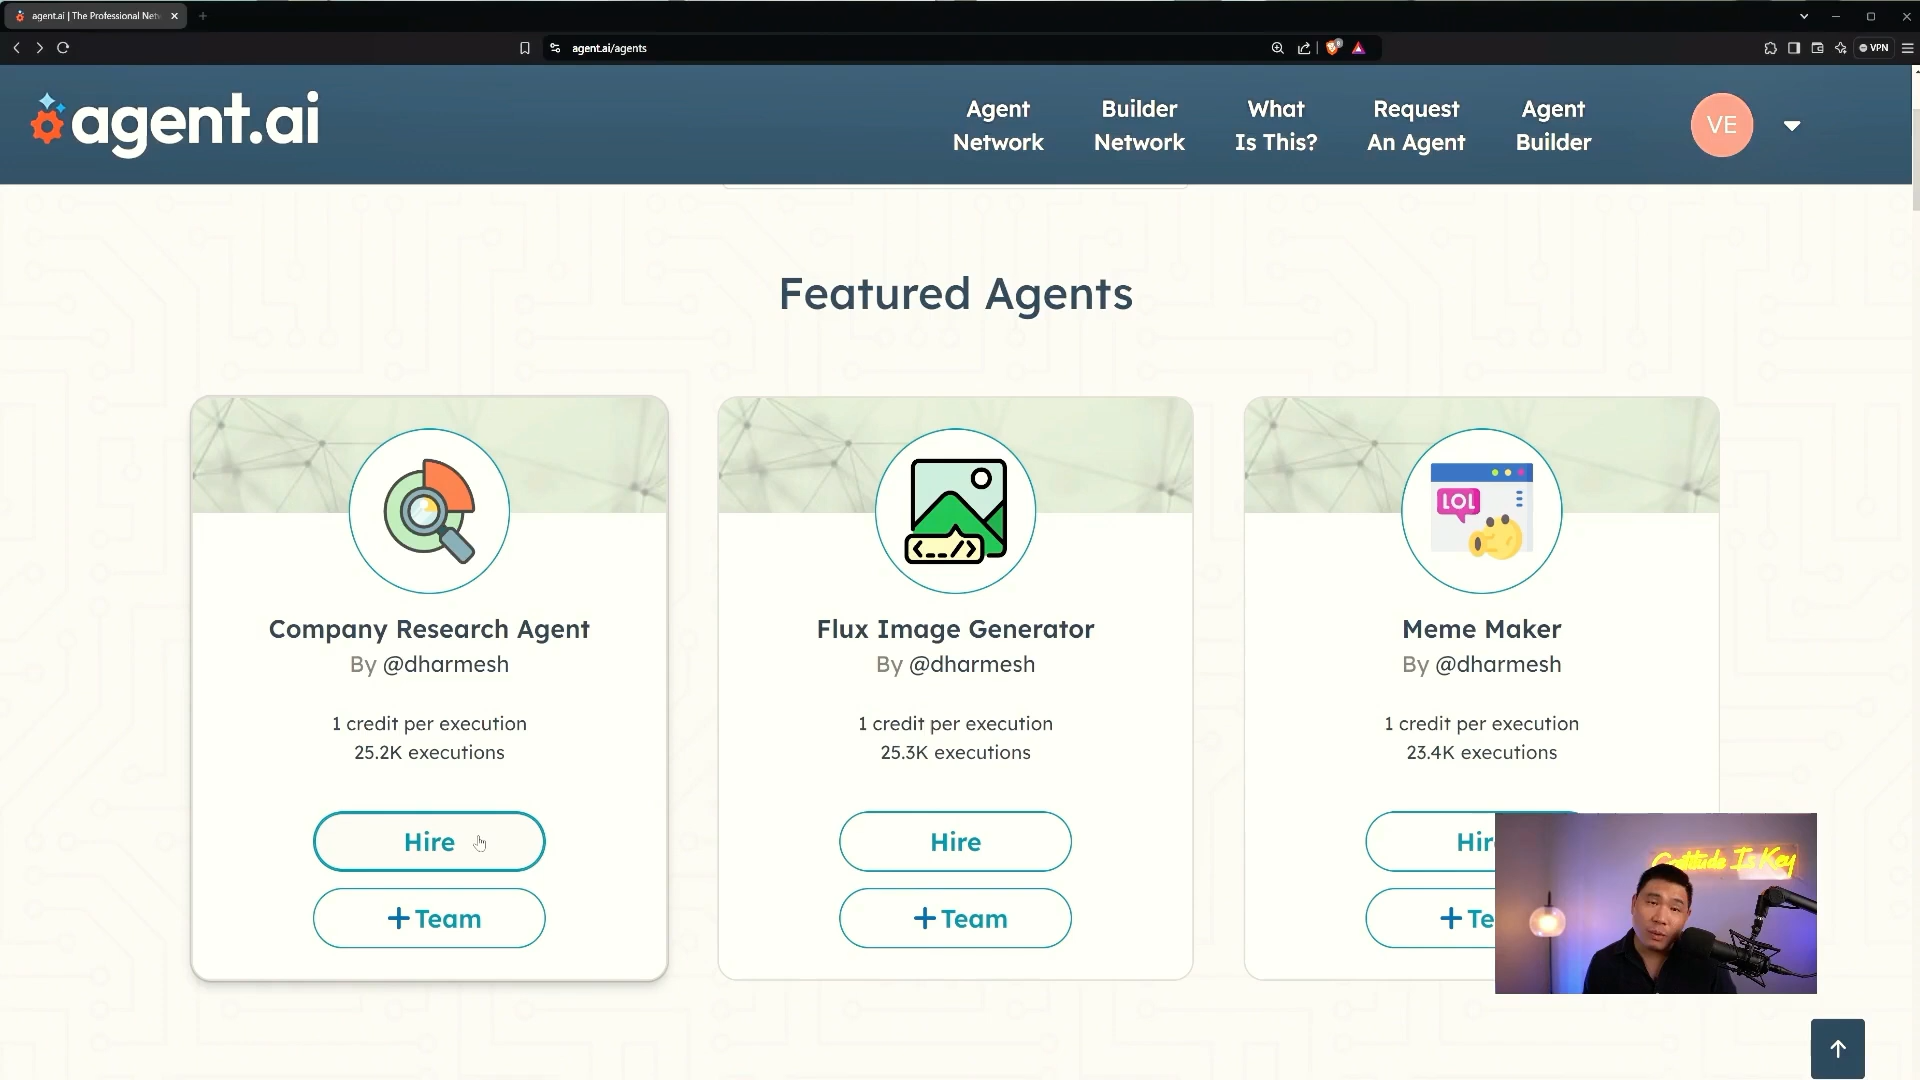 agent.ai | The Professional Netw
agent.ai/agents
VPN
agent.ai
Agent Network
Builder Network
What Is This?
Request An Agent
Agent Builder
VE
Featured Agents
LOL
Company Research Agent
By @dharmesh
1 credit per execution
25.2K executions
Hire
+ Team
Flux Image Generator
By @dharmesh
1 credit per execution
25.3K executions
Hire
+ Team
Meme Maker
By @dharmesh
1 credit per execution
23.4K executions
Hire
+ Te
Gratitude Is Key